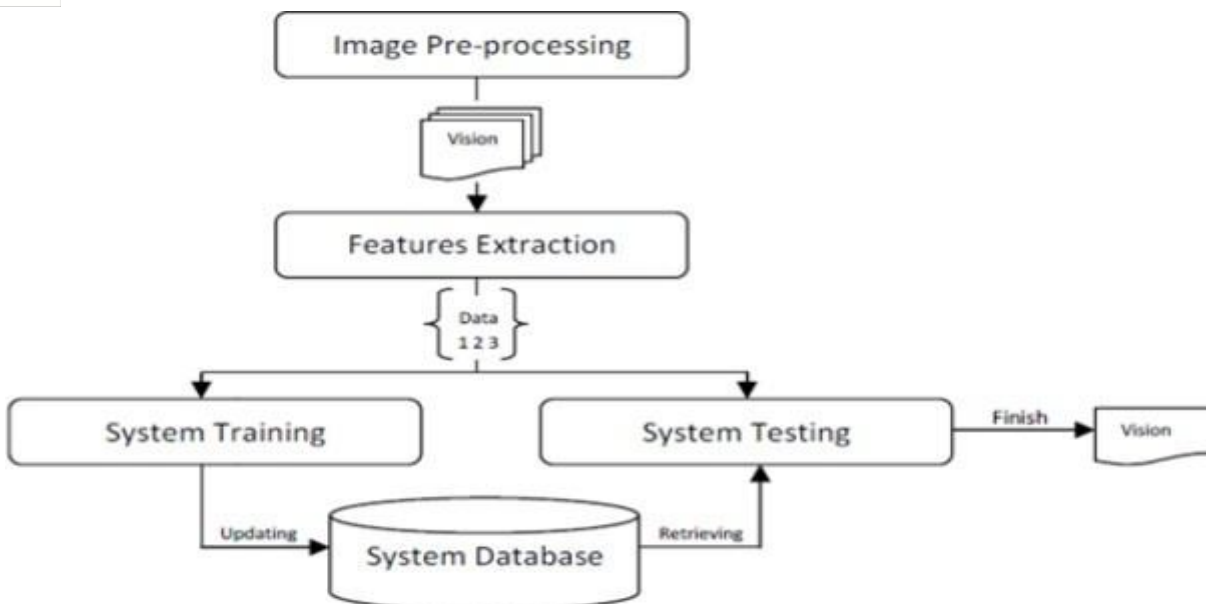 Image Pre-processing
Vision
Features Extraction
Data
1 2 3
System Training
System Testing
Finish
Vision
Updating
System Database
Retrieving